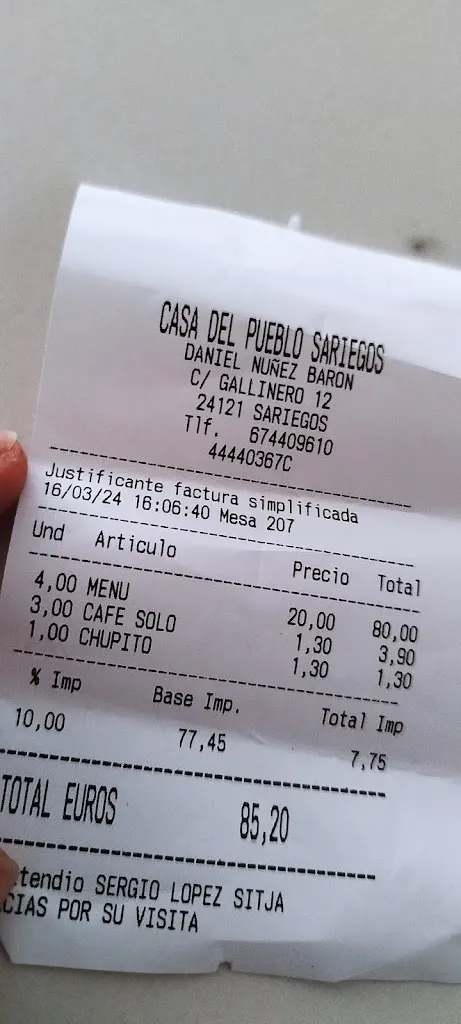 CASA DEL PUEBLO SARIEGOS
DANIEL NUÑEZ BARON
C/ GALLINERO 12
24121 SARIEGOS
Tlf. 674409610
44440367C
Justificante factura simplificada
16/03/24 16:06:40 Mesa 207
Und Articulo Precio Total
4,00 MENU 20,00 80,00
3,00 CAFE SOLO 1,30 3,90
1,00 CHUPITO 1,30 1,30
% Imp Base Imp. Total Imp
10,00 77,45 7,75
TOTAL EUROS 85,20
tendio SERGIO LOPEZ SITJA
CIAS POR SU VISITA